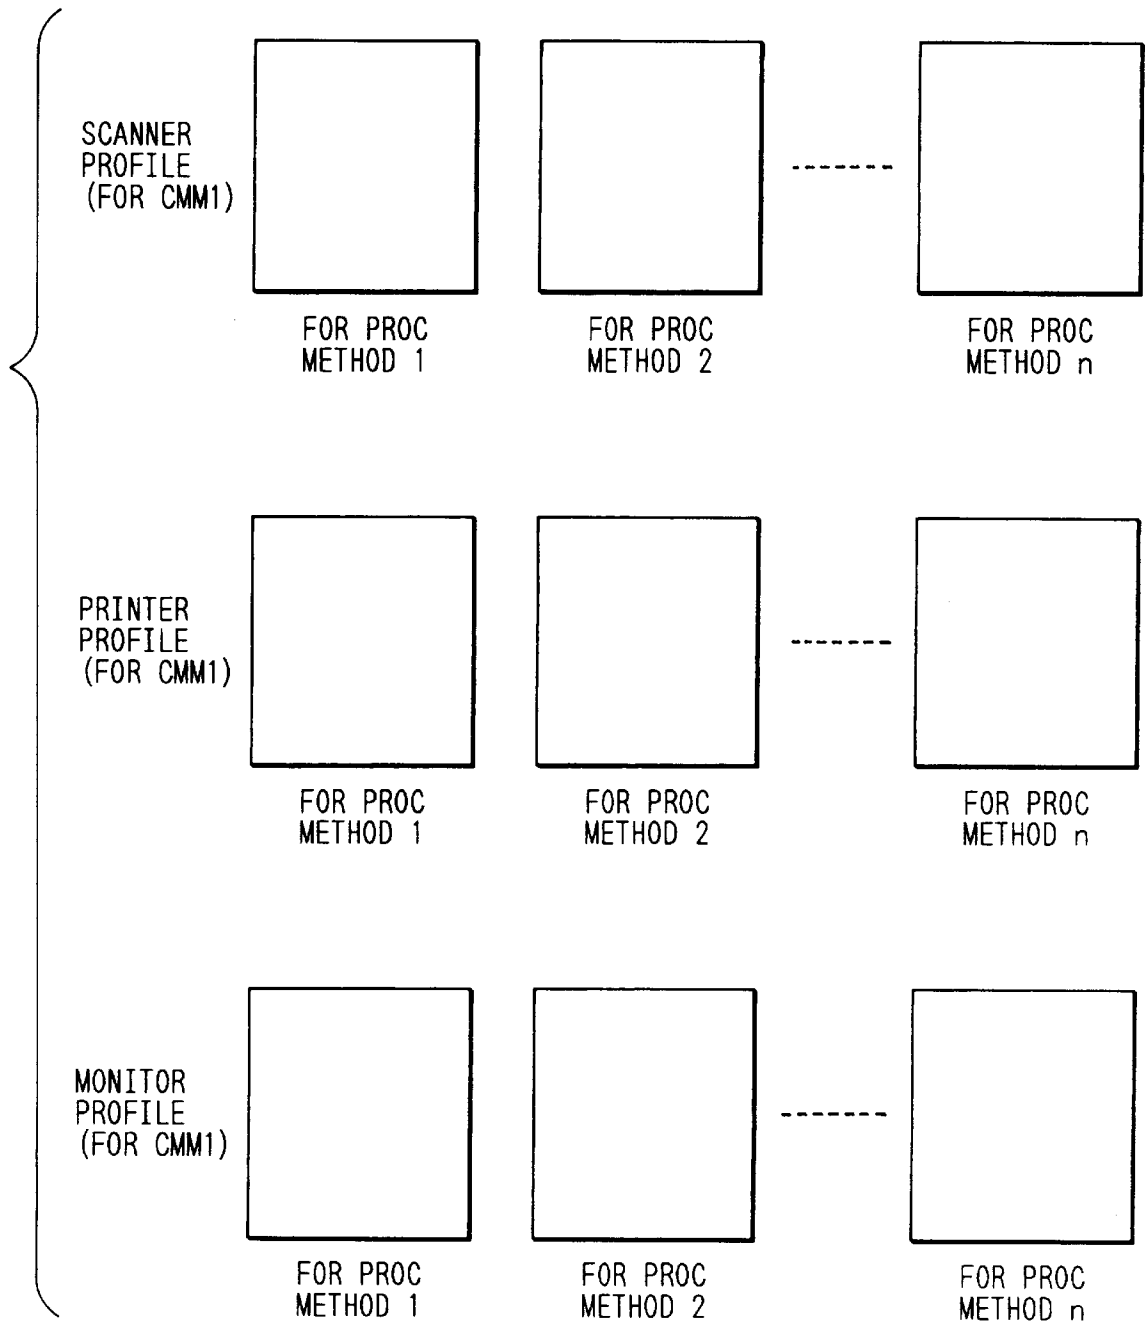 SCANNER
PROFILE
(FOR CMM1)
FOR PROC
METHOD 1
FOR PROC
METHOD 2
FOR PROC
METHOD n
PRINTER
PROFILE
(FOR CMM1)
FOR PROC
METHOD 1
FOR PROC
METHOD 2
FOR PROC
METHOD n
MONITOR
PROFILE
(FOR CMM1)
FOR PROC
METHOD 1
FOR PROC
METHOD 2
FOR PROC
METHOD n